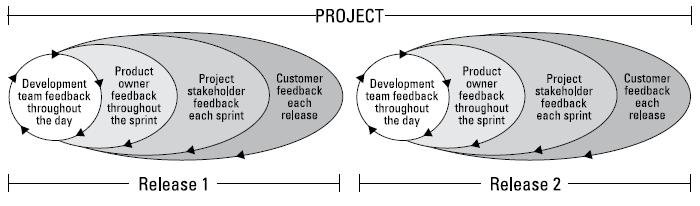 PROJECT
Development
team feedback
throughout
the day
Product
owner
feedback
throughout
the sprint
Project
stakeholder
feedback
each sprint
Customer
feedback
each
release
Development
team feedback
throughout
the day
Product
owner
feedback
throughout
the sprint
Project
stakeholder
feedback
each sprint
Customer
feedback
each
release
Release 1
Release 2